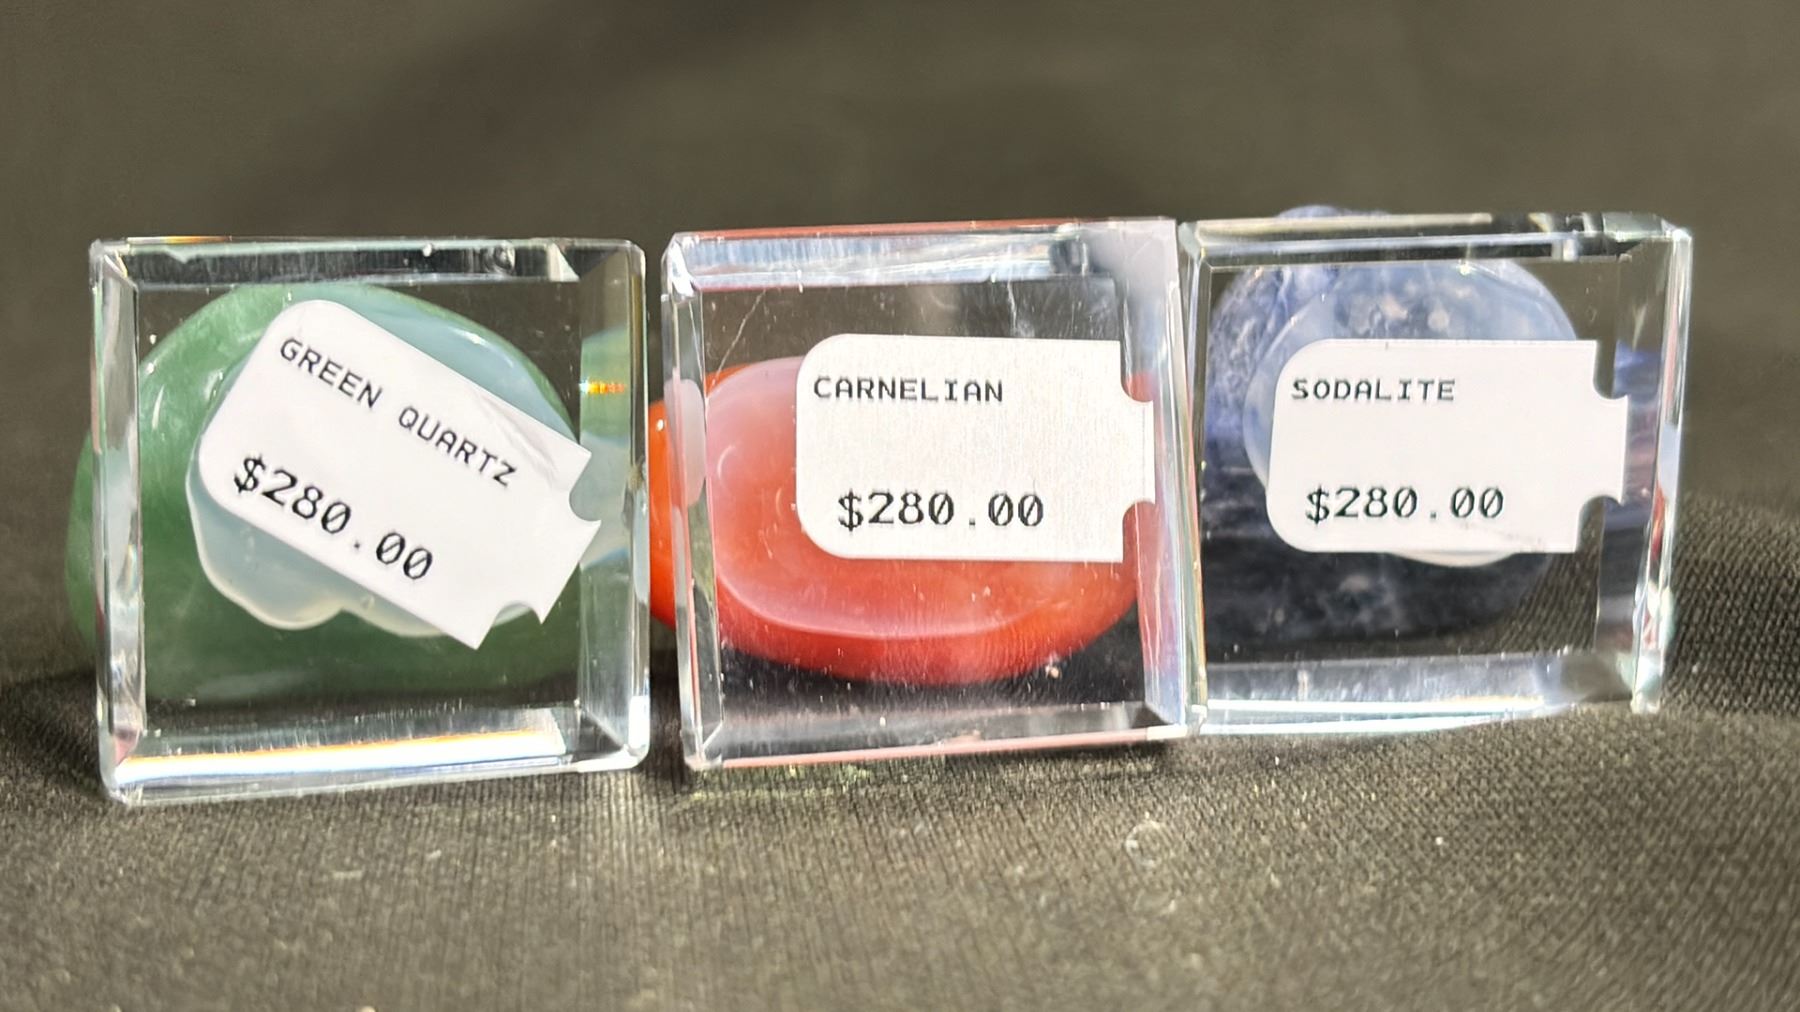 GREEN QUARTZ
$280.00
CARNELIAN
$280.00
SODALITE
$280.00